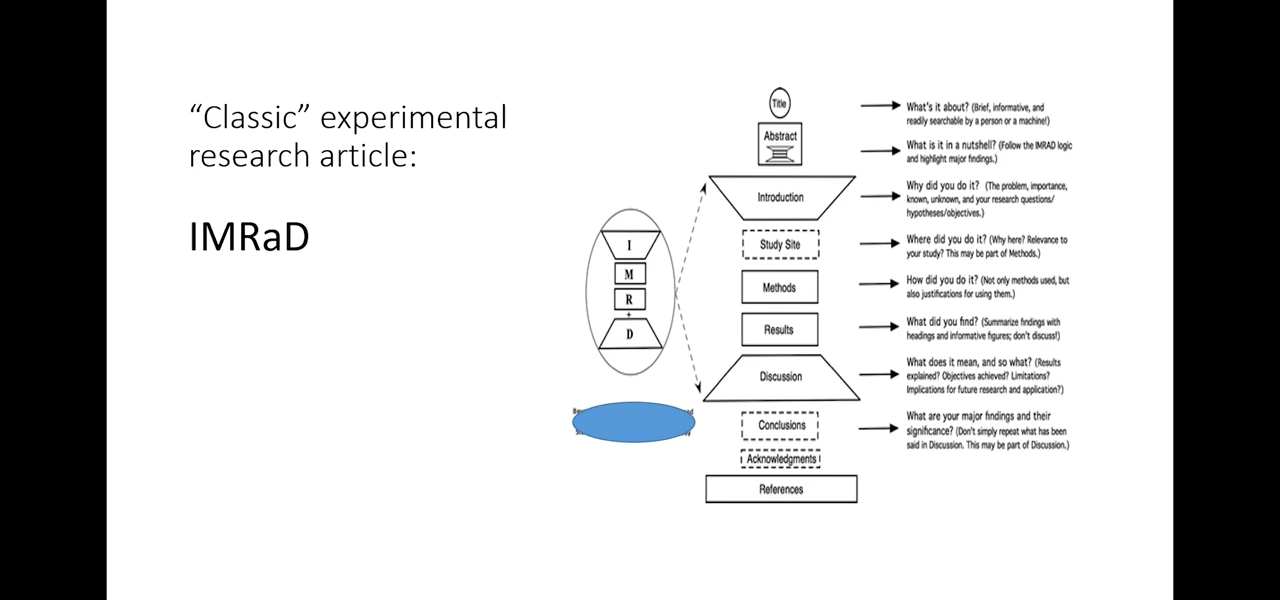 “Classic” experimental
research article:
IMRaD
I
M
R
+
D
Title
Abstract
Introduction
Study Site
Methods
Results
Discussion
Conclusions
Acknowledgments
References
What's it about? (Brief, informative, and
readily searchable by a person or a machine!)
What is it in a nutshell? (Follow the IMRAD logic
and highlight major findings.)
Why did you do it? (The problem, importance,
known, unknown, and your research questions/
hypotheses/objectives.)
Where did you do it? (Why here? Relevance to
your study? This may be part of Methods.)
How did you do it? (Not only methods used, but
also justifications for using them.)
What did you find? (Summarize findings with
headings and informative figures; don't discuss!)
What does it mean, and so what? (Results
explained? Objectives achieved? Limitations?
Implications for future research and application?)
What are your major findings and their
significance? (Don't simply repeat what has been
said in Discussion. This may be part of Discussion.)